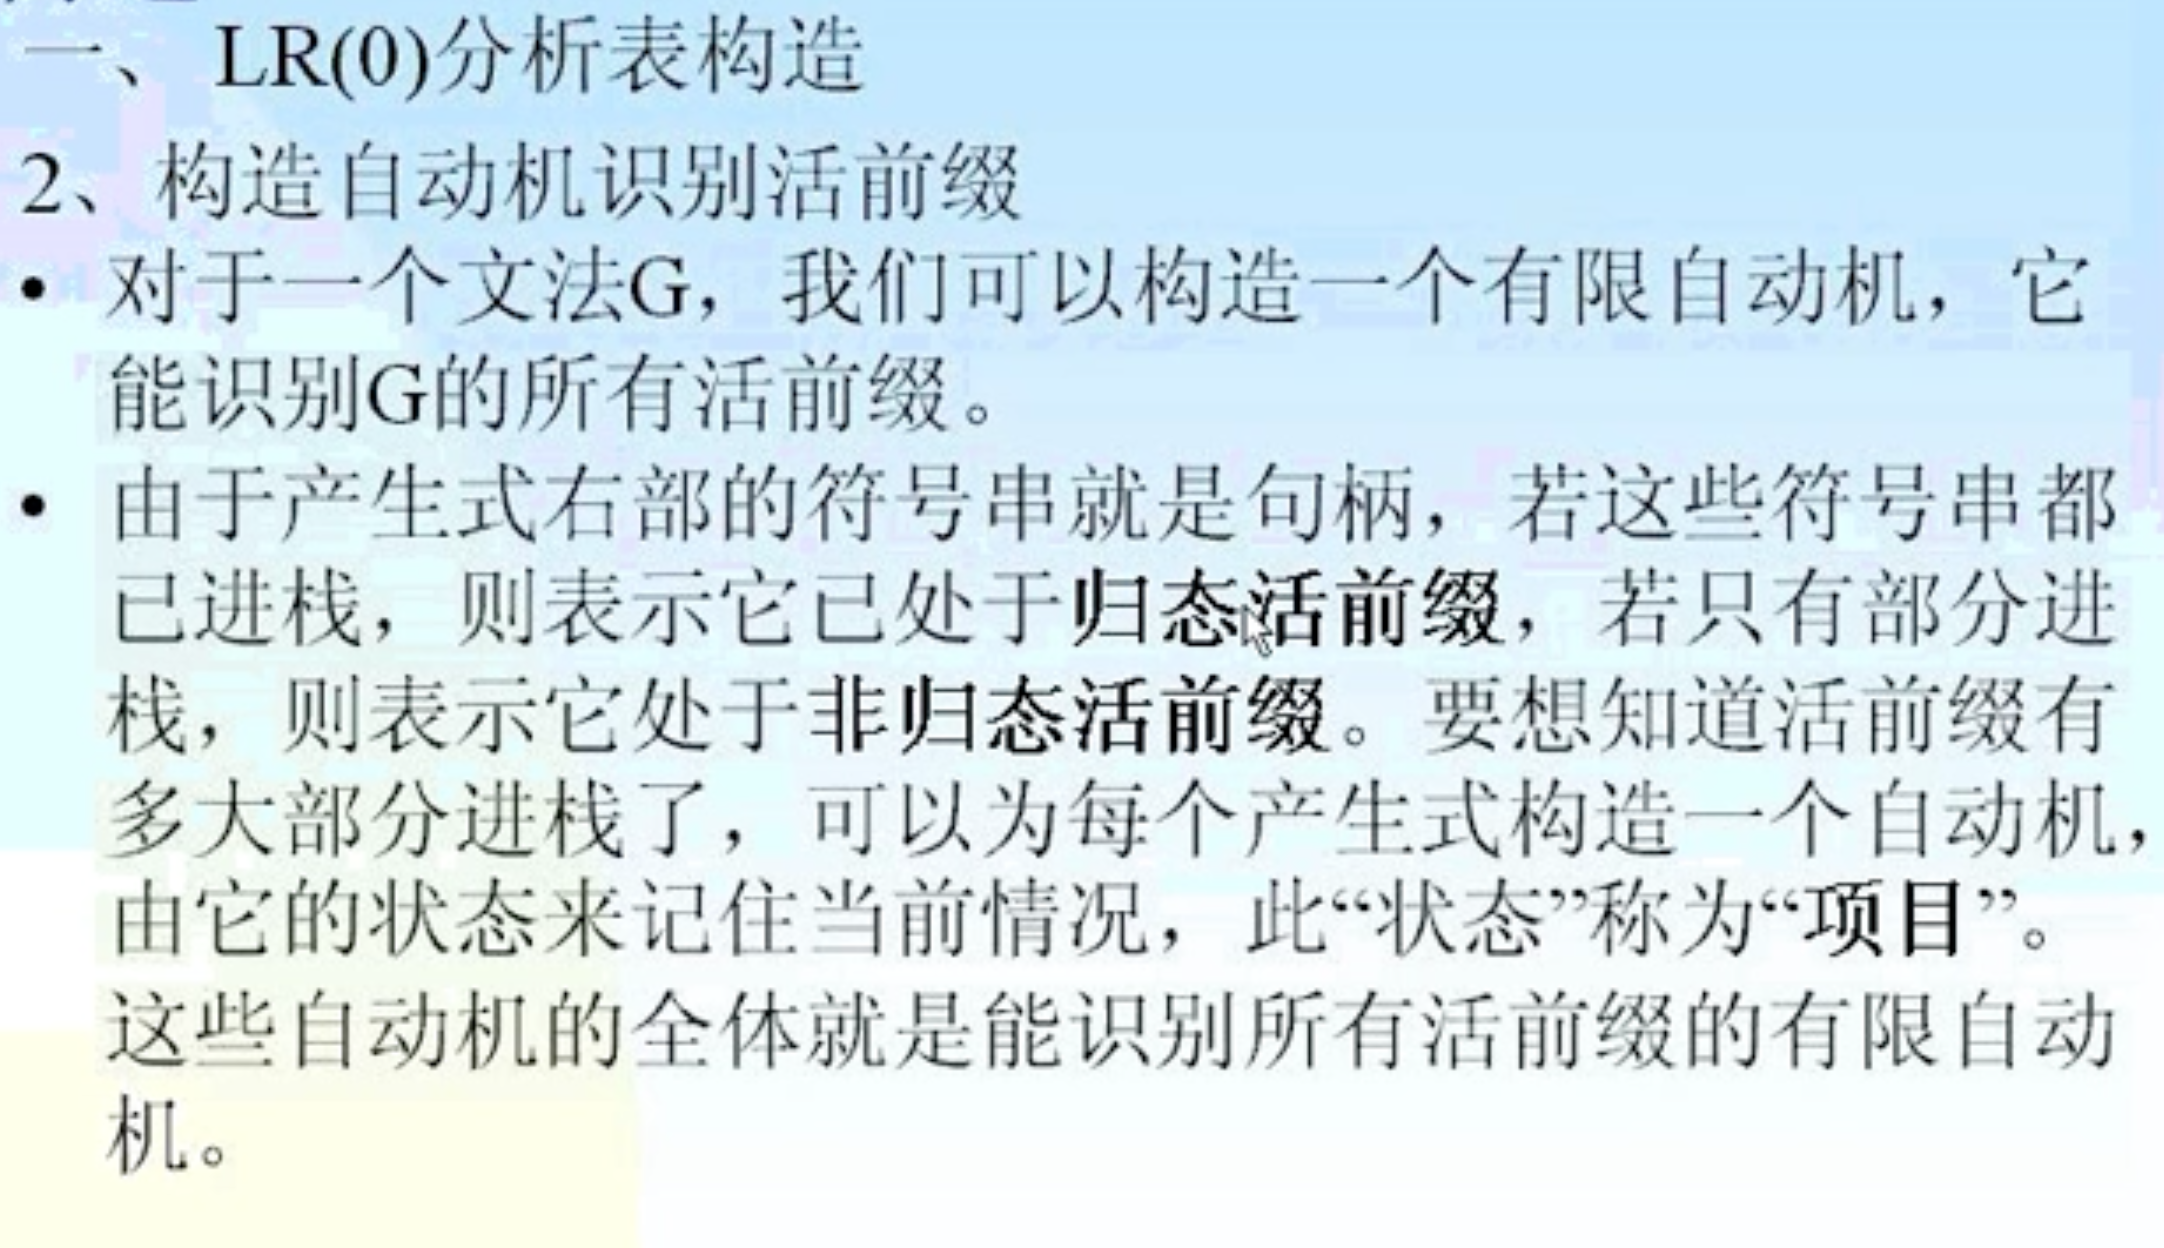 一、 LR(0)分析表构造
2、构造自动机识别活前缀
• 对于一个文法G，我们可以构造一个有限自动机，它
能识别G的所有活前缀。
• 由于产生式右部的符号串就是句柄，若这些符号串都
已进栈，则表示它已处于归态活前缀，若只有部分进
栈，则表示它处于非归态活前缀。要想知道活前缀有
多大部分进栈了，可以为每个产生式构造一个自动机，
由它的状态来记住当前情况，此“状态”称为“项目”。
这些自动机的全体就是能识别所有活前缀的有限自动
机。